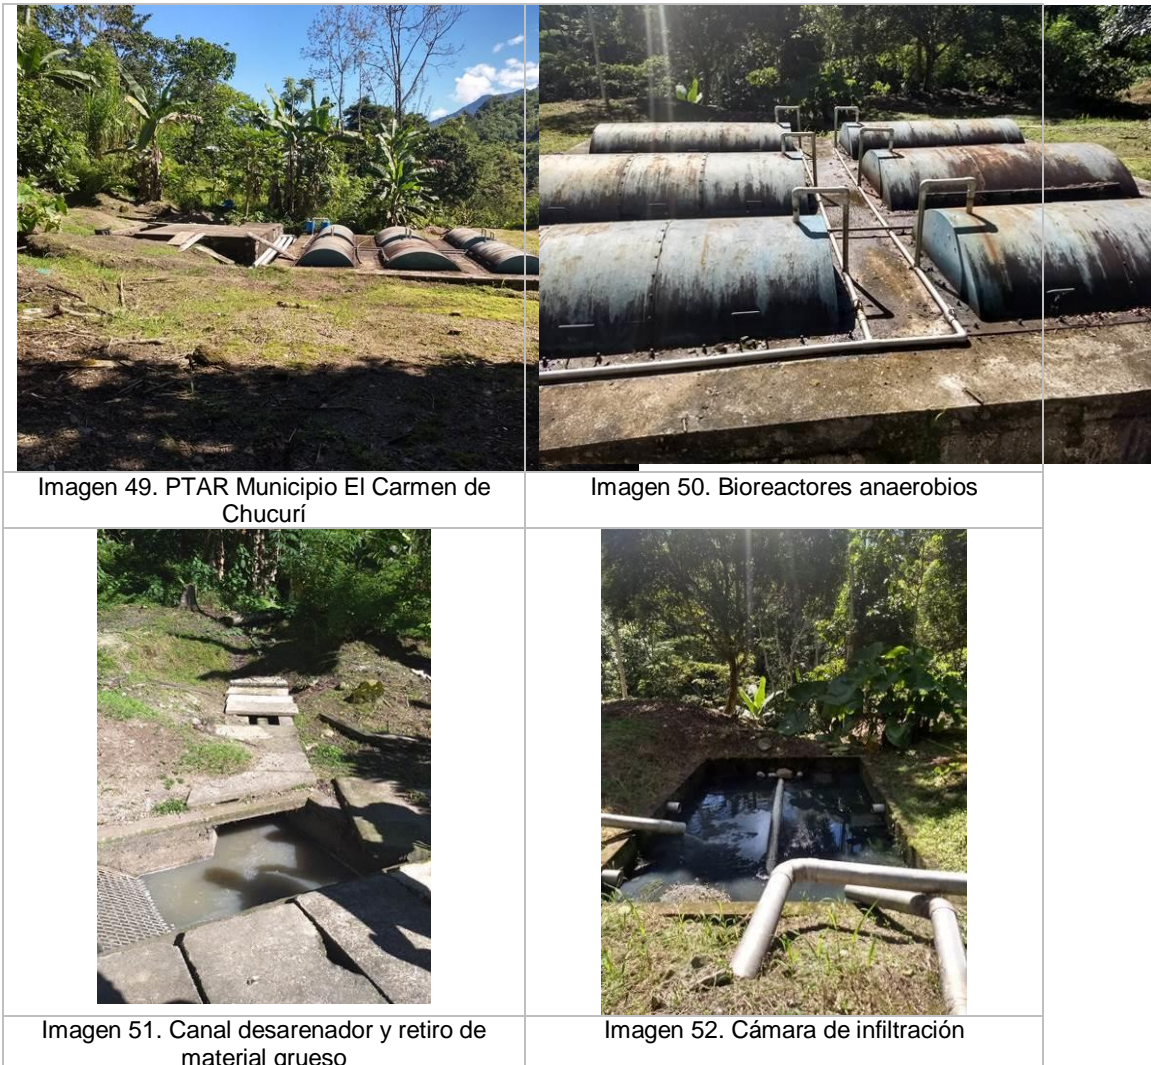 Imagen 49. PTAR Municipio El Carmen de
Chucurí
Imagen 50. Bioreactores anaerobios
Imagen 51. Canal desarenador y retiro de
material grueso
Imagen 52. Cámara de infiltración